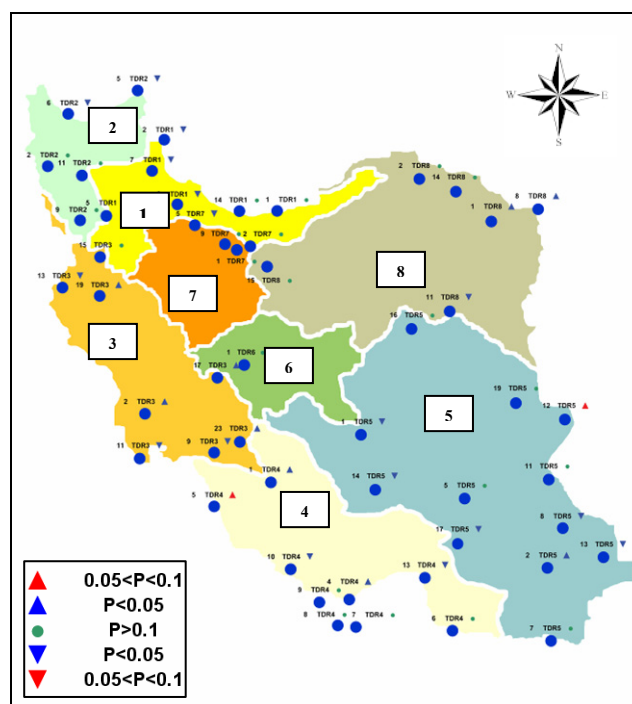 N
W E
S
5 TDR2
6 TDR2
2
2 TDR1
2 TDR2
11 TDR2
7 TDR1
2 TDR8
14 TDR8
9 TDR2
5 TDR1
1
TDR1
14 TDR1 1 TDR1
8 TDR8
1 TDR8
5 TDR7
9 TDR7 2 TDR7
1 TDR7
15 TDR3
8
15 TDR8
13 TDR3
19 TDR3
7
11 TDR8
16 TDR5
3
6
1 TDR6
17 TDR3
5
19 TDR5
2 TDR3
12 TDR5
23 TDR3
1 TDR5
11 TDR3
9 TDR3
1 TDR4
11 TDR5
14 TDR5
5 TDR5
5 TDR4
4
8 TDR5
17 TDR5
13 TDR5
10 TDR4
13 TDR4
2 TDR5
4 TDR4
9 TDR4
8 TDR4 7 TDR4
6 TDR4
7 TDR5
0.05<P<0.1
P<0.05
P>0.1
P<0.05
0.05<P<0.1